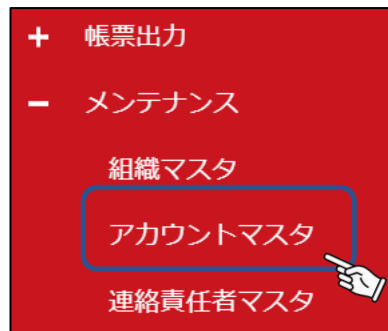 + 帳票出力
− メンテナンス
組織マスタ
アカウントマスタ
連絡責任者マスタ